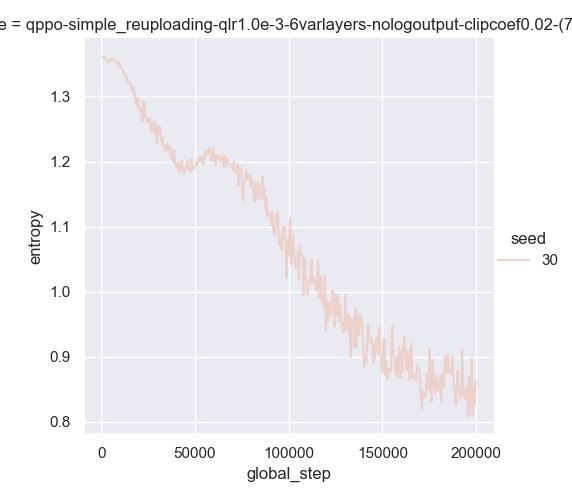 e = qppo-simple_reuploading-qlr1.0e-3-6varlayers-nologoutput-clipcoef0.02-(7
1.3
1.2
1.1
1.0
0.9
0.8
entropy
seed
30
0 50000 100000 150000 200000
global_step